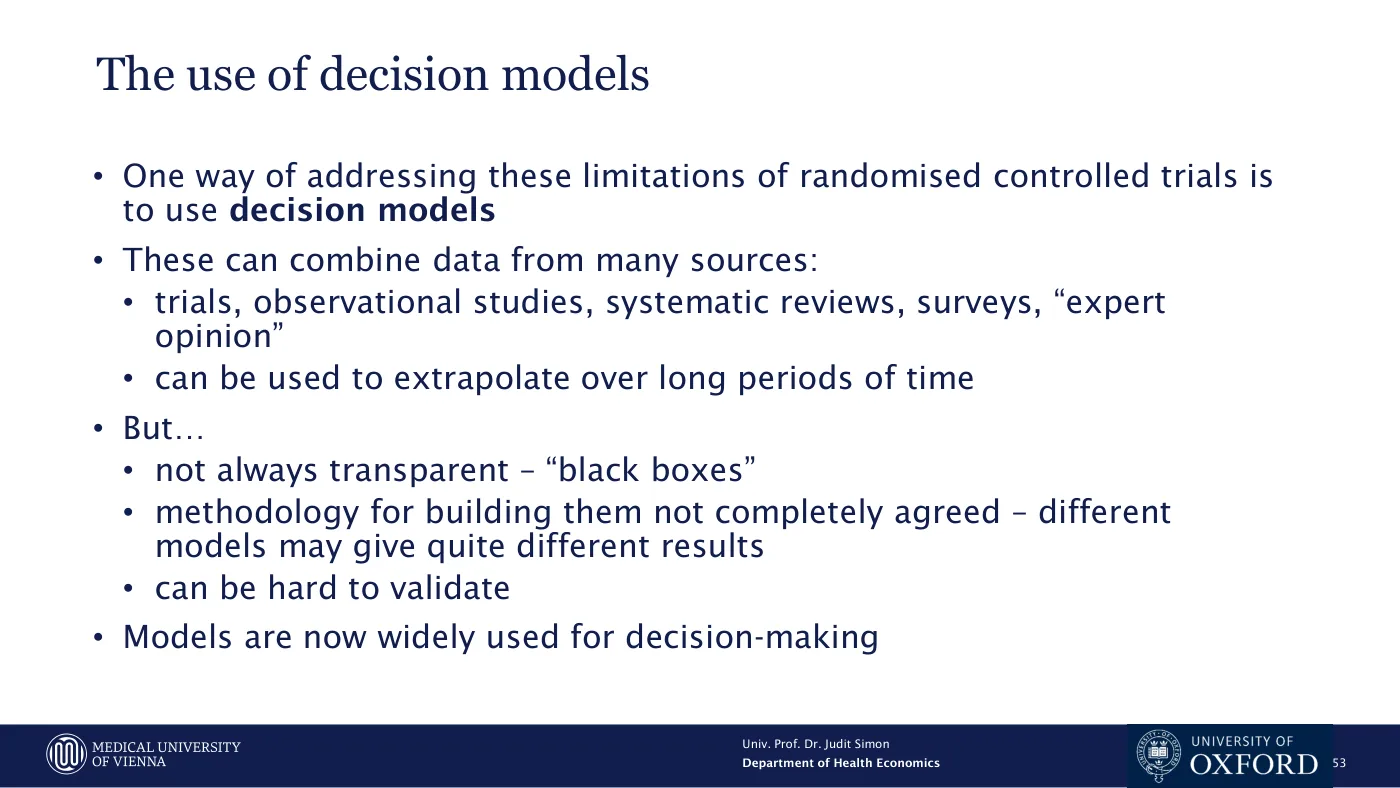 The use of decision models
• One way of addressing these limitations of randomised controlled trials is
to use decision models
• These can combine data from many sources:
• trials, observational studies, systematic reviews, surveys, “expert
opinion”
• can be used to extrapolate over long periods of time
• But…
• not always transparent – “black boxes”
• methodology for building them not completely agreed – different
models may give quite different results
• can be hard to validate
• Models are now widely used for decision-making
MEDICAL UNIVERSITY
OF VIENNA
Univ. Prof. Dr. Judit Simon
Department of Health Economics
UNIVERSITY OF
OXFORD
53